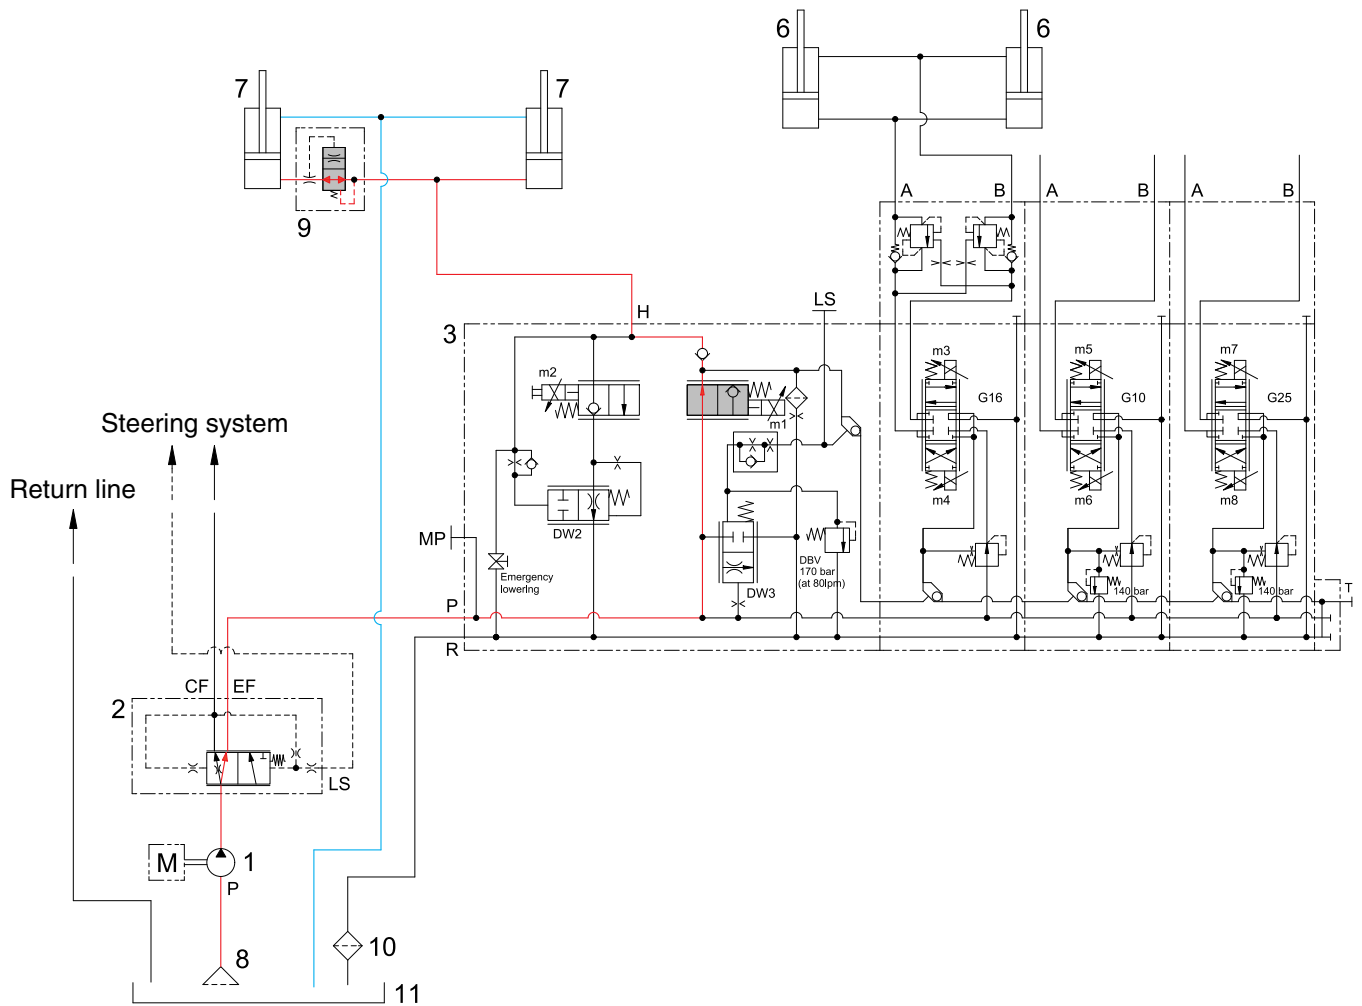 6
6
7
7
9
A
B
A
B
A
B
LS
H
3
m2
m1
m3
m5
m7
G16
G10
G25
m4
m6
m8
Steering system
Return line
MP
DW2
Emergency
lowering
DBV
170 bar
(at 80lpm)
DW3
140 bar
140 bar
T
P
R
CF
EF
2
LS
M
1
P
8
10
11